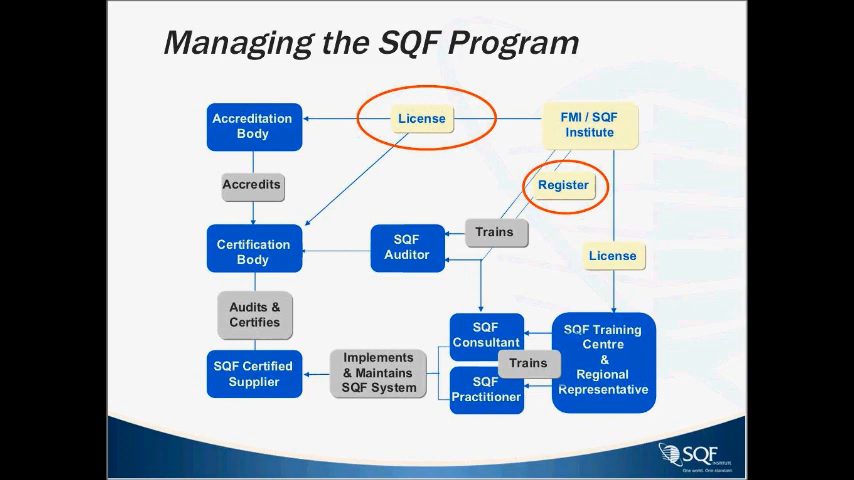 Managing the SQF Program
Accreditation
Body
License
FMI / SQF
Institute
Accredits
Register
Certification
Body
SQF
Auditor
Trains
License
Audits &
Certifies
SQF
Consultant
SQF Training
Centre
&
Regional
Representative
SQF Certified
Supplier
Implements
& Maintains
SQF System
Trains
SQF
Practitioner
SQF
INSTITUTE
One world. One standard.